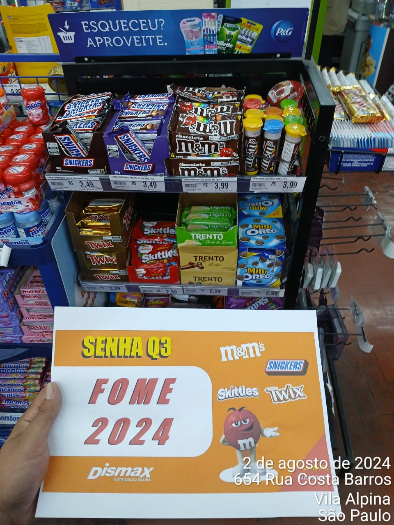 ESQUECEU?
APROVEITE.
P&G
SNICKERS
SNICKERS
m&m's
3,49
3,49
3,99
3,99
TWIX
Skittles
TRENTO
TRENTO
OREO
Mini
OREO
SENHA Q3
FOME
2024
m&m's
SNICKERS
Skittles
TWIX
Dismax
2 de agosto de 2024
654 Rua Costa Barros
Vila Alpina
São Paulo